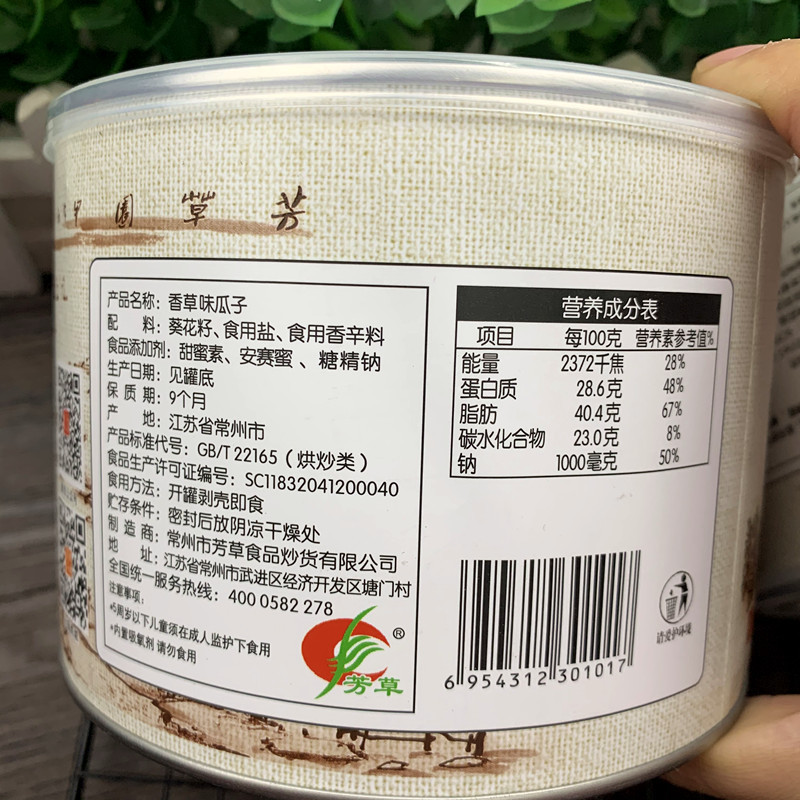 芳草園
产品名称：香草味瓜子
配 料：葵花籽、食用盐、食用香辛料
食品添加剂：甜蜜素、安赛蜜、糖精钠
生产日期：见罐底
保质期：9个月
产 地：江苏省常州市
产品标准代号：GB/T 22165（烘炒类）
食品生产许可证编号：SC11832041200040
食用方法：开罐剥壳即食
贮存条件：密封后放阴凉干燥处
制造商：常州市芳草食品炒货有限公司
地 址：江苏省常州市武进区经济开发区塘门村
全国统一服务热线：400 0582 278
注意事项：
*5周岁以下儿童须在成人监护下食用
*内置吸氧剂 请勿食用
芳草®
营养成分表
项目 每100克 营养素参考值%
能量 2372千焦 28%
蛋白质 28.6克 48%
脂肪 40.4克 67%
碳水化合物 23.0克 8%
钠 1000毫克 50%
6 954312 301017
请爱护环境